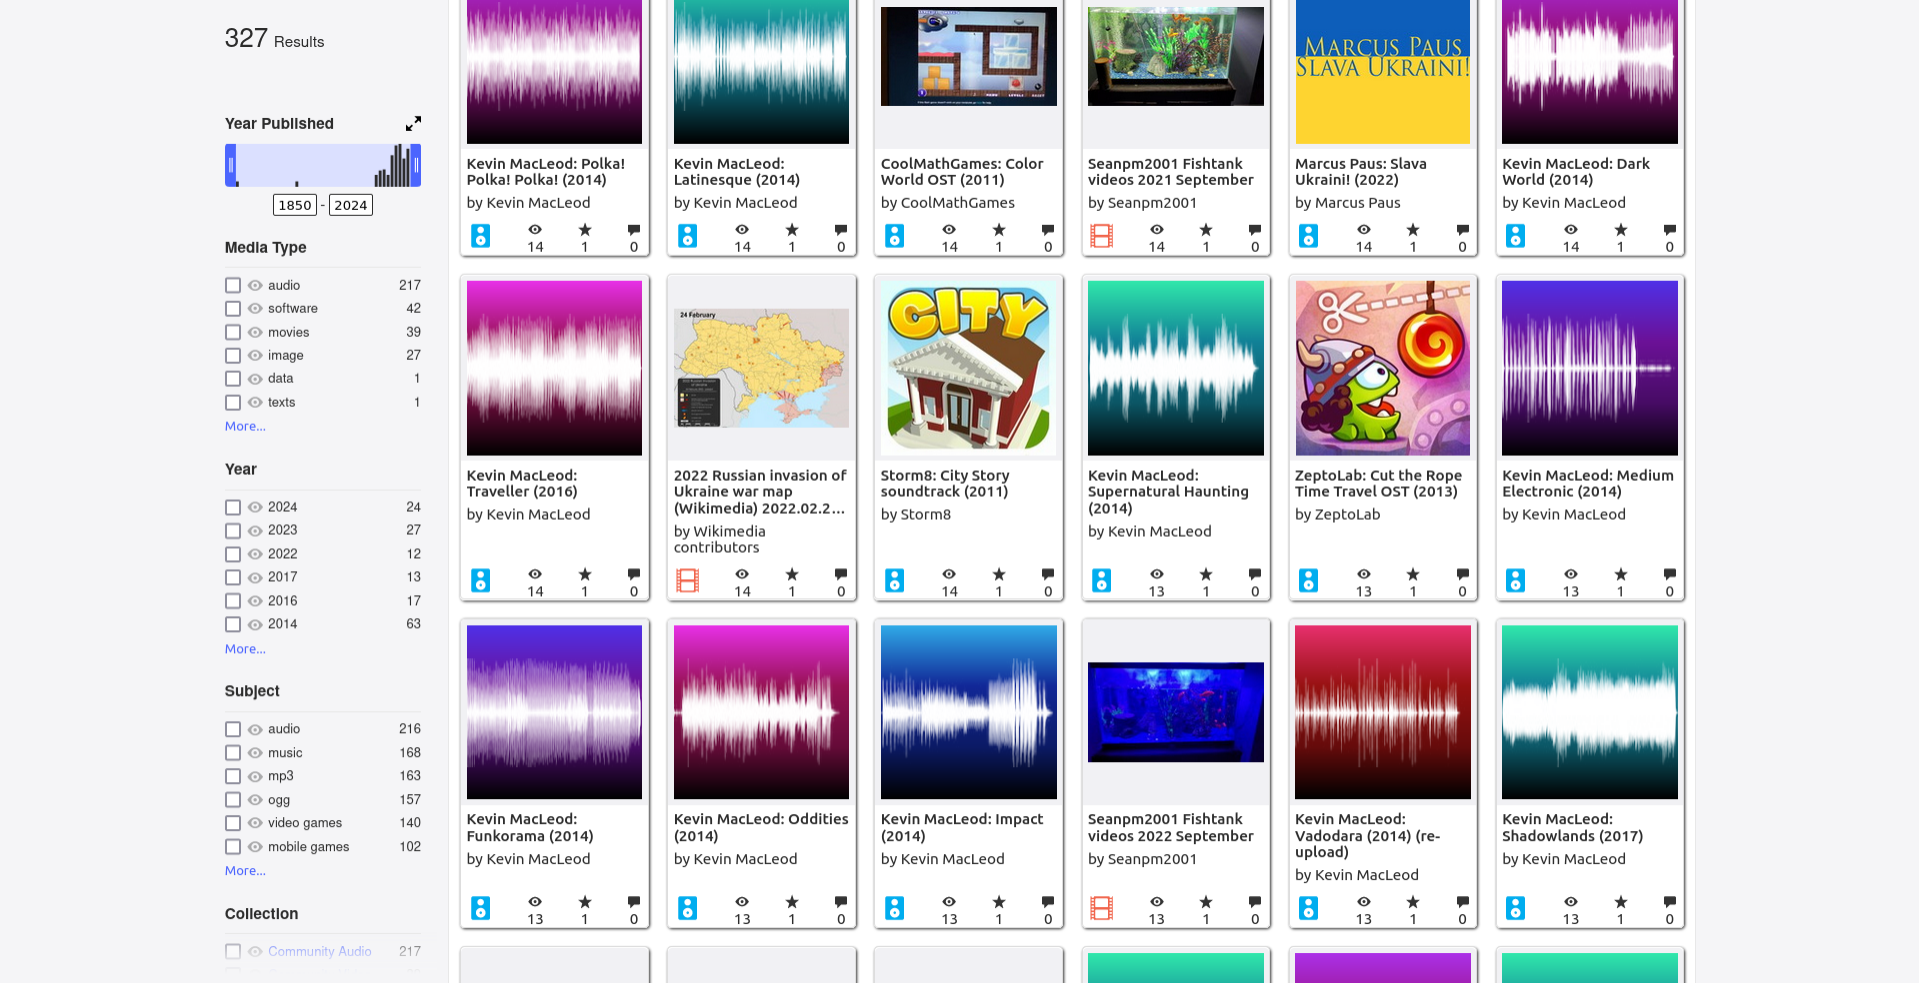 327 Results
Year Published
1850 - 2024
Media Type
audio 217
software 42
movies 39
image 27
data 1
texts 1
More...
Year
2024 24
2023 27
2022 12
2017 13
2016 17
2014 63
More...
Subject
audio 216
music 168
mp3 163
ogg 157
video games 140
mobile games 102
More...
Collection
Community Audio 217
Kevin MacLeod: Polka!
Polka! Polka! (2014)
by Kevin MacLeod
14 1 0
Kevin MacLeod:
Latinesque (2014)
by Kevin MacLeod
14 1 0
CoolMathGames: Color
World OST (2011)
by CoolMathGames
14 1 0
Seanpm2001 Fishtank
videos 2021 September
by Seanpm2001
14 1 0
MARCUS PAUS
SLAVA UKRAINI!
Marcus Paus: Slava
Ukraini! (2022)
by Marcus Paus
14 1 0
Kevin MacLeod: Dark
World (2014)
by Kevin MacLeod
14 1 0
Kevin MacLeod:
Traveller (2016)
by Kevin MacLeod
14 1 0
24 February
2022 Russian invasion of
Ukraine war map
(Wikimedia) 2022.02.2...
by Wikimedia
contributors
14 1 0
CITY
Storm8: City Story
soundtrack (2011)
by Storm8
14 1 0
Kevin MacLeod:
Supernatural Haunting
(2014)
by Kevin MacLeod
13 1 0
ZeptoLab: Cut the Rope
Time Travel OST (2013)
by ZeptoLab
13 1 0
Kevin MacLeod: Medium
Electronic (2014)
by Kevin MacLeod
13 1 0
Kevin MacLeod:
Funkorama (2014)
by Kevin MacLeod
13 1 0
Kevin MacLeod: Oddities
(2014)
by Kevin MacLeod
13 1 0
Kevin MacLeod: Impact
(2014)
by Kevin MacLeod
13 1 0
Seanpm2001 Fishtank
videos 2022 September
by Seanpm2001
13 1 0
Kevin MacLeod:
Vadodara (2014) (re-
upload)
by Kevin MacLeod
13 1 0
Kevin MacLeod:
Shadowlands (2017)
by Kevin MacLeod
13 1 0